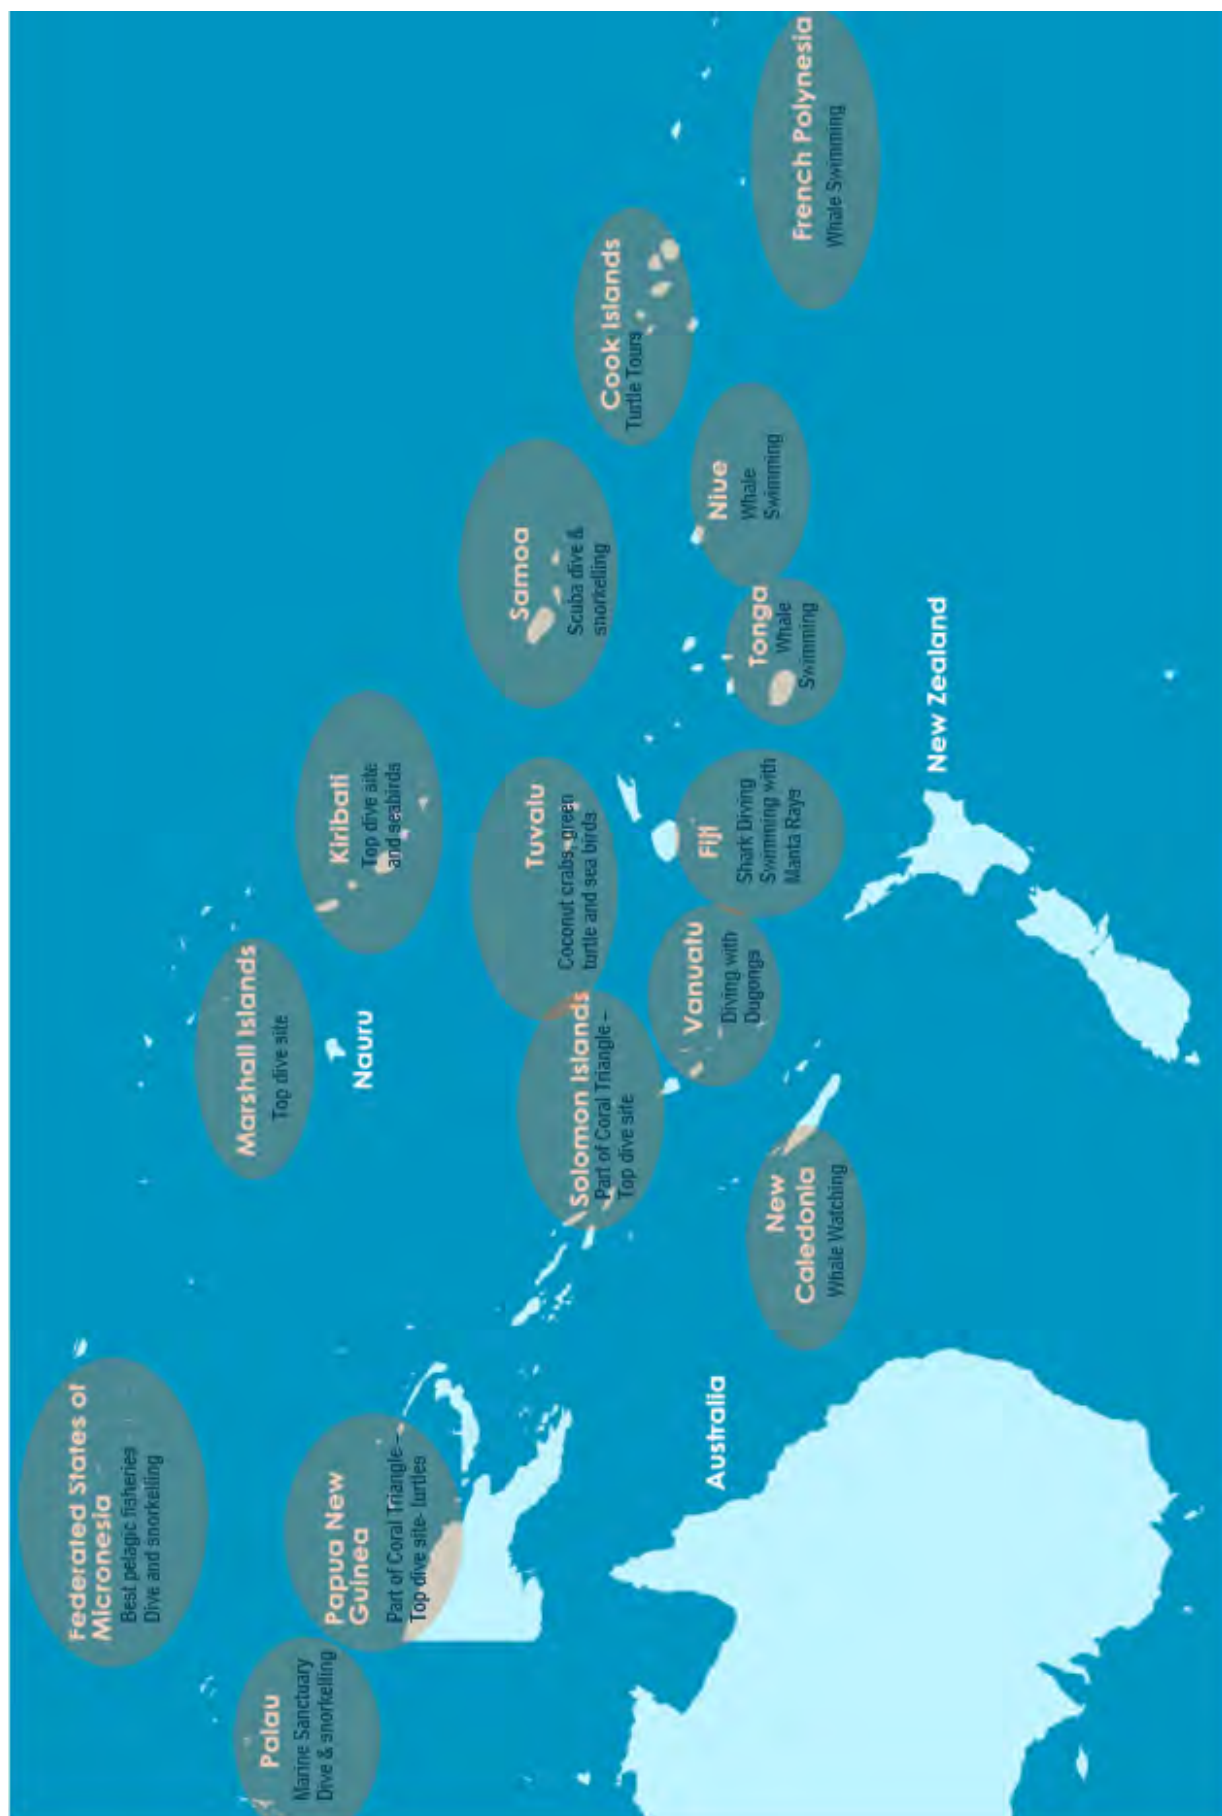 Federated States of
Micronesia
Best pelagic fisheries
Dive and snorkelling
Palau
Marine Sanctuary
Dive & snorkelling
Papua New
Guinea
Part of Coral Triangle –
Top dive site- turtles
Marshall Islands
Top dive site
Nauru
Kiribati
Top dive site
and seabirds
Solomon Islands
Part of Coral Triangle –
Top dive site
Tuvalu
Coconut crabs, green
turtle and sea birds
Samoa
Scuba dive &
snorkelling
Cook Islands
Turtle Tours
French Polynesia
Whale Swimming
Niue
Whale
Swimming
Tonga
Whale
Swimming
Fiji
Shark Diving
Swimming with
Manta Rays
Vanuatu
Diving with
Dugongs
New
Caledonia
Whale Watching
Australia
New Zealand